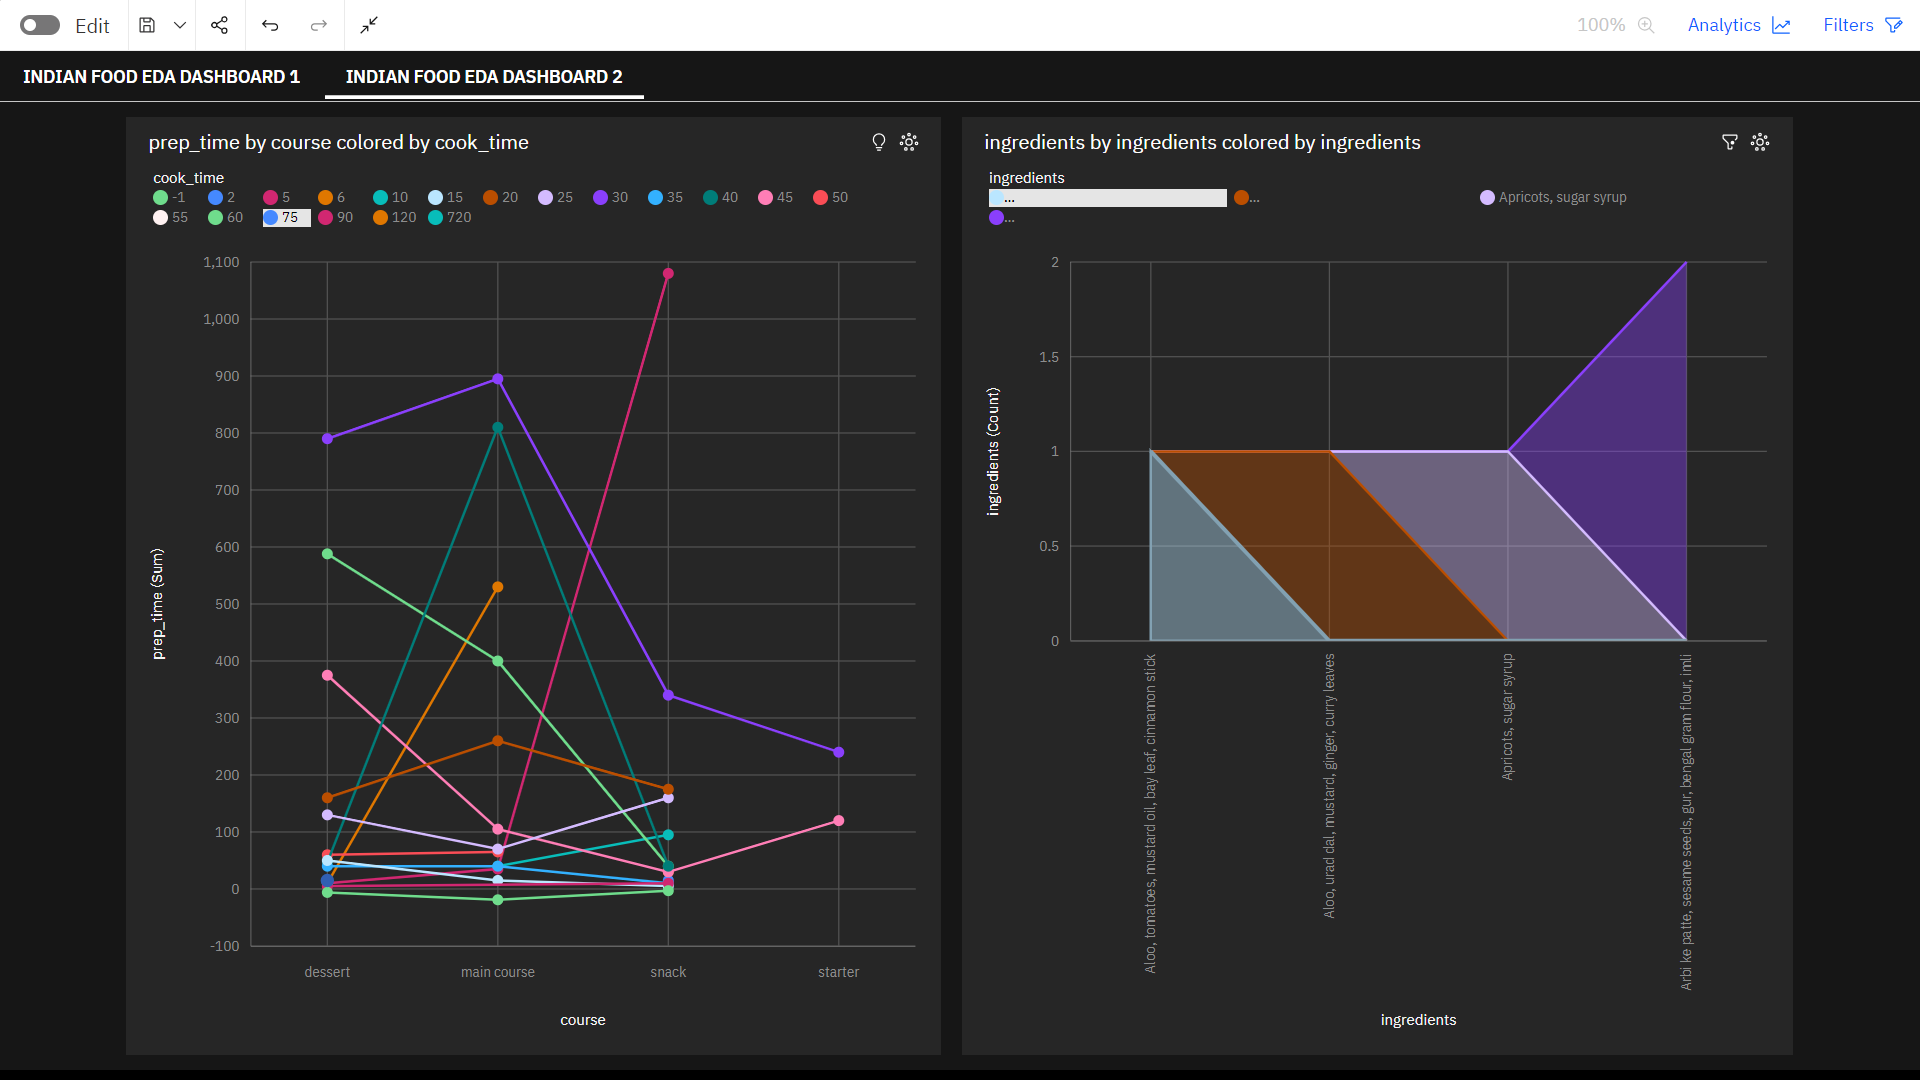 Edit
100%
Analytics
Filters
INDIAN FOOD EDA DASHBOARD 1
INDIAN FOOD EDA DASHBOARD 2
prep_time by course colored by cook_time
cook_time
-1 2 5 6 10 15 20 25 30 35 40 45 50
55 60 75 90 120 720
1,100
1,000
900
800
700
600
500
400
300
200
100
0
-100
prep_time (Sum)
dessert main course snack starter
course
ingredients by ingredients colored by ingredients
ingredients
... ... Apricots, sugar syrup
...
2
1.5
1
0.5
0
ingredients (Count)
Aloo, tomatoes, mustard oil, bay leaf, cinnamon stick
Aloo, urad dal, mustard, ginger, curry leaves
Apricots, sugar syrup
Arbi ke patte, sesame seeds, gur, bengal gram flour, imli
ingredients